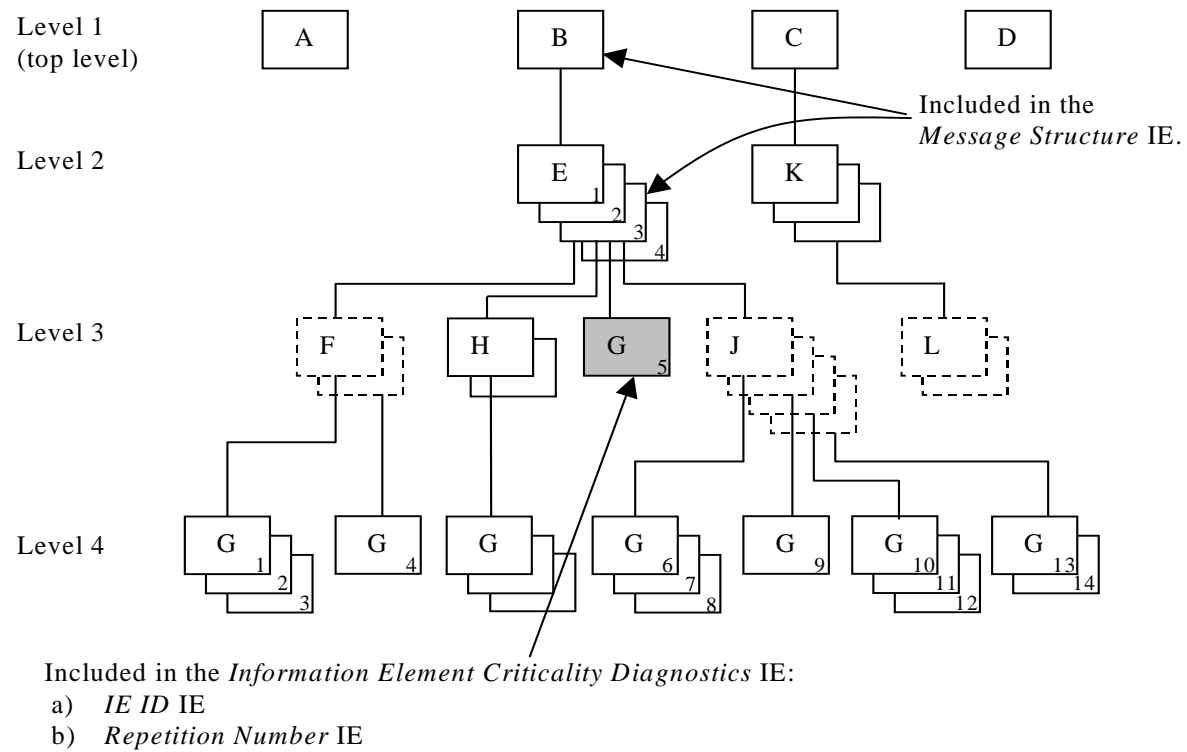 Level 1
(top level)
A
B
C
D
Included in the
Message Structure IE.
Level 2
E
1
2
3
4
K
Level 3
F
H
G
5
J
L
Level 4
G
1
2
3
G
4
G
G
6
7
8
G
9
G
10
11
12
G
13
14
Included in the Information Element Criticality Diagnostics IE:
a) IE ID IE
b) Repetition Number IE